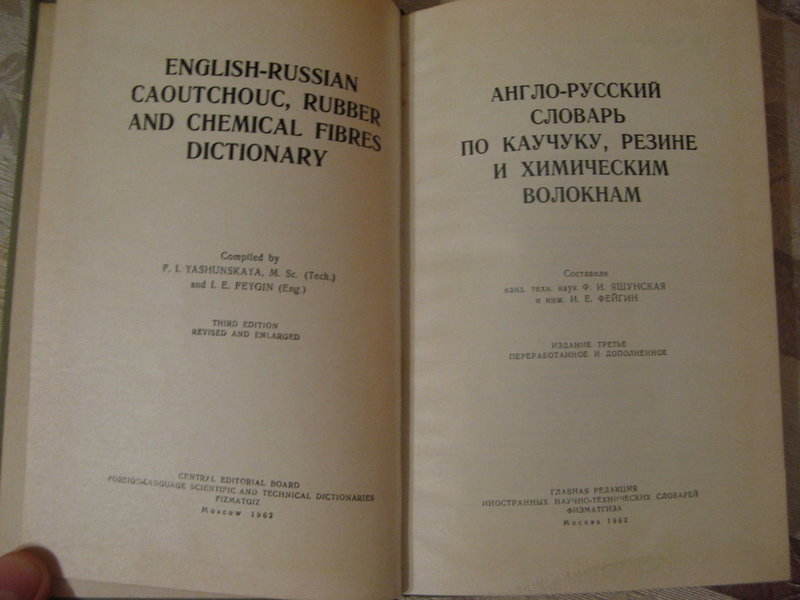 ENGLISH-RUSSIAN
CAOUTCHOUC, RUBBER
AND CHEMICAL FIBRES
DICTIONARY
Compiled by
F. I. YASHUNSKAYA, M. Sc. (Tech.)
and I. E. FEYGIN (Eng.)
THIRD EDITION
REVISED AND ENLARGED
CENTRAL EDITORIAL BOARD
FOREIGN-LANGUAGE SCIENTIFIC AND TECHNICAL DICTIONARIES
FIZMATGIZ
Moscow 1962
АНГЛО-РУССКИЙ
СЛОВАРЬ
ПО КАУЧУКУ, РЕЗИНЕ
И ХИМИЧЕСКИМ
ВОЛОКНАМ
Составили
канд. техн. наук Ф. И. ЯШУНСКАЯ
и инж. И. Е. ФЕЙГИН
ИЗДАНИЕ ТРЕТЬЕ
ПЕРЕРАБОТАННОЕ И ДОПОЛНЕННОЕ
ГЛАВНАЯ РЕДАКЦИЯ
ИНОСТРАННЫХ НАУЧНО-ТЕХНИЧЕСКИХ СЛОВАРЕЙ
ФИЗМАТГИЗА
Москва 1962